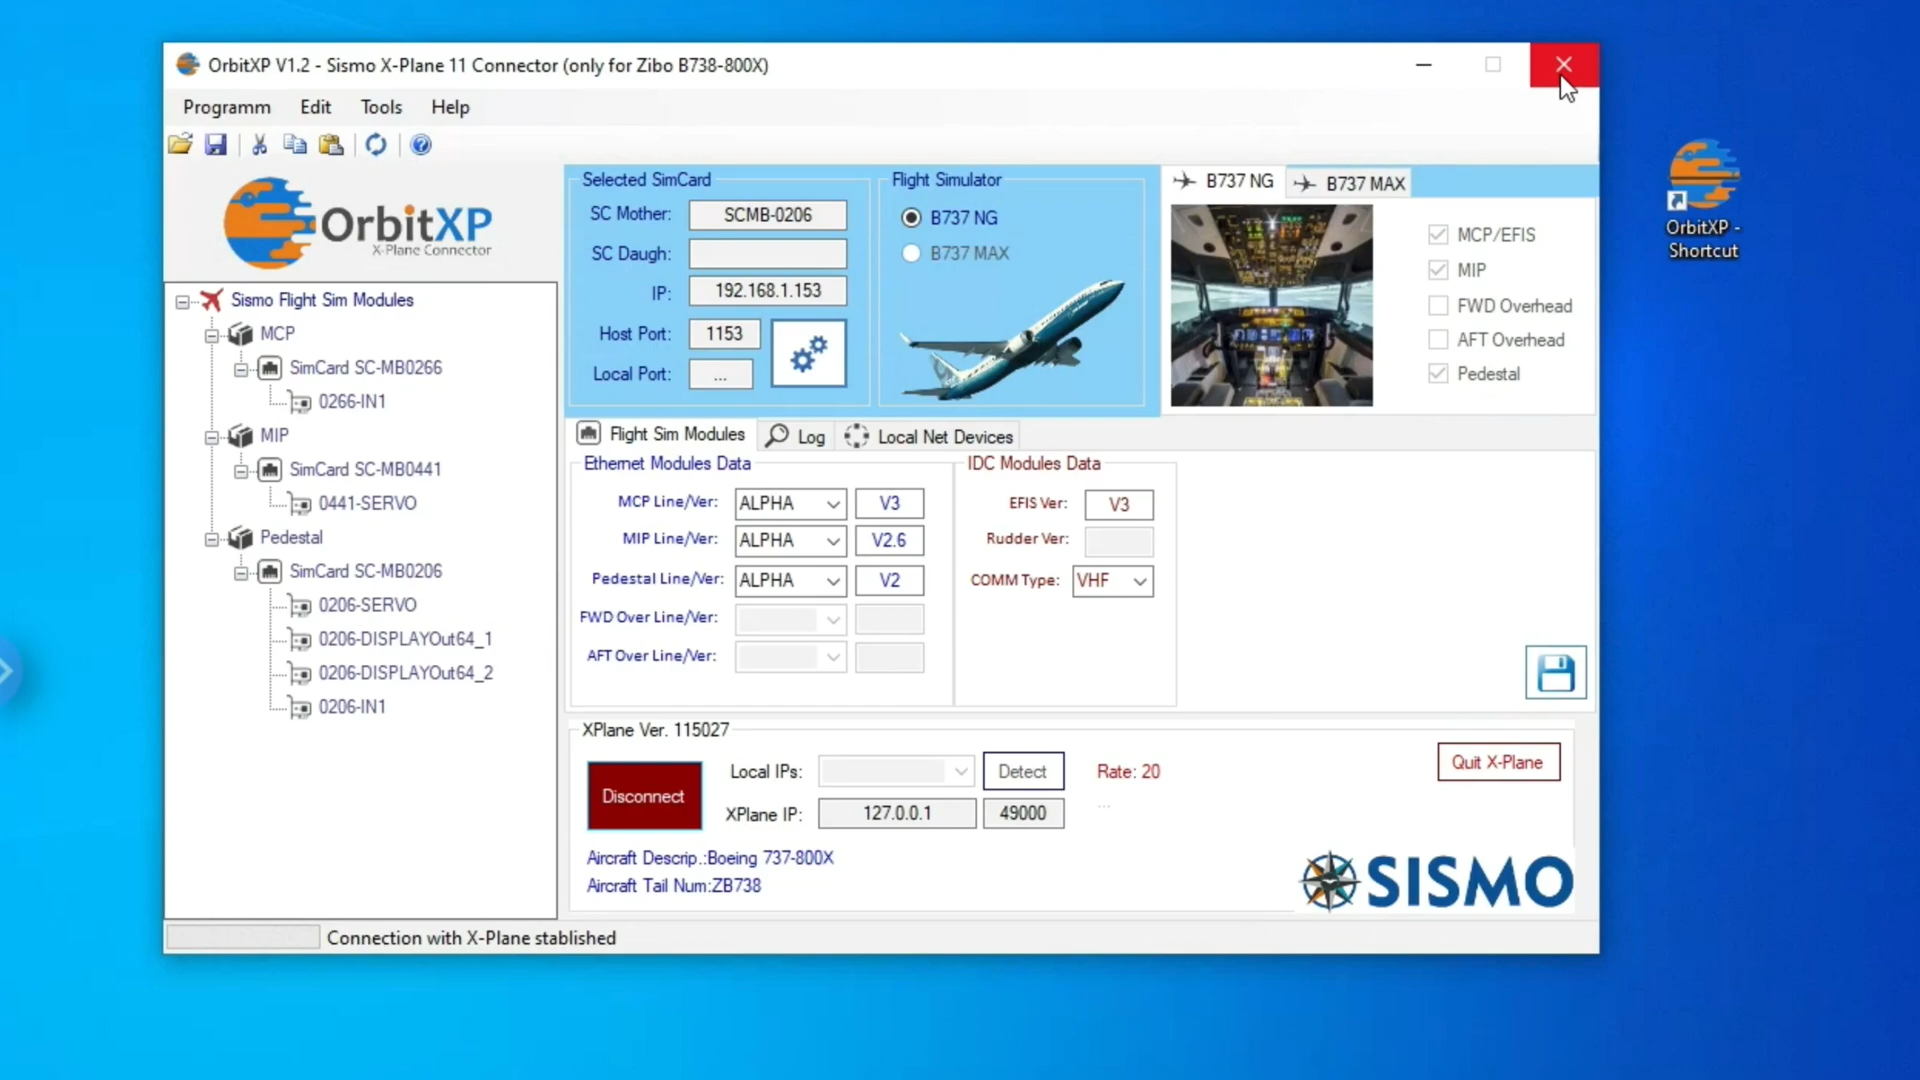 OrbitXP V1.2 - Sismo X-Plane 11 Connector (only for Zibo B738-800X)
Programm Edit Tools Help
OrbitXP
X-Plane Connector
Sismo Flight Sim Modules
MCP
SimCard SC-MB0266
0266-IN1
MIP
SimCard SC-MB0441
0441-SERVO
Pedestal
SimCard SC-MB0206
0206-SERVO
0206-DISPLAYOut64_1
0206-DISPLAYOut64_2
0206-IN1
Selected SimCard
SC Mother: SCMB-0206
SC Daugh:
IP: 192.168.1.153
Host Port: 1153
Local Port: ...
Flight Simulator
B737 NG
B737 MAX
B737 NG B737 MAX
MCP/EFIS
MIP
FWD Overhead
AFT Overhead
Pedestal
Flight Sim Modules Log Local Net Devices
Ethernet Modules Data
MCP Line/Ver: ALPHA V3
MIP Line/Ver: ALPHA V2.6
Pedestal Line/Ver: ALPHA V2
FWD Over Line/Ver:
AFT Over Line/Ver:
IDC Modules Data
EFIS Ver: V3
Rudder Ver:
COMM Type: VHF
XPlane Ver. 115027
Disconnect
Local IPs: Detect Rate: 20
XPlane IP: 127.0.0.1 49000 ...
Quit X-Plane
Aircraft Descrip.:Boeing 737-800X
Aircraft Tail Num:ZB738
SISMO
Connection with X-Plane stablished
OrbitXP -
Shortcut